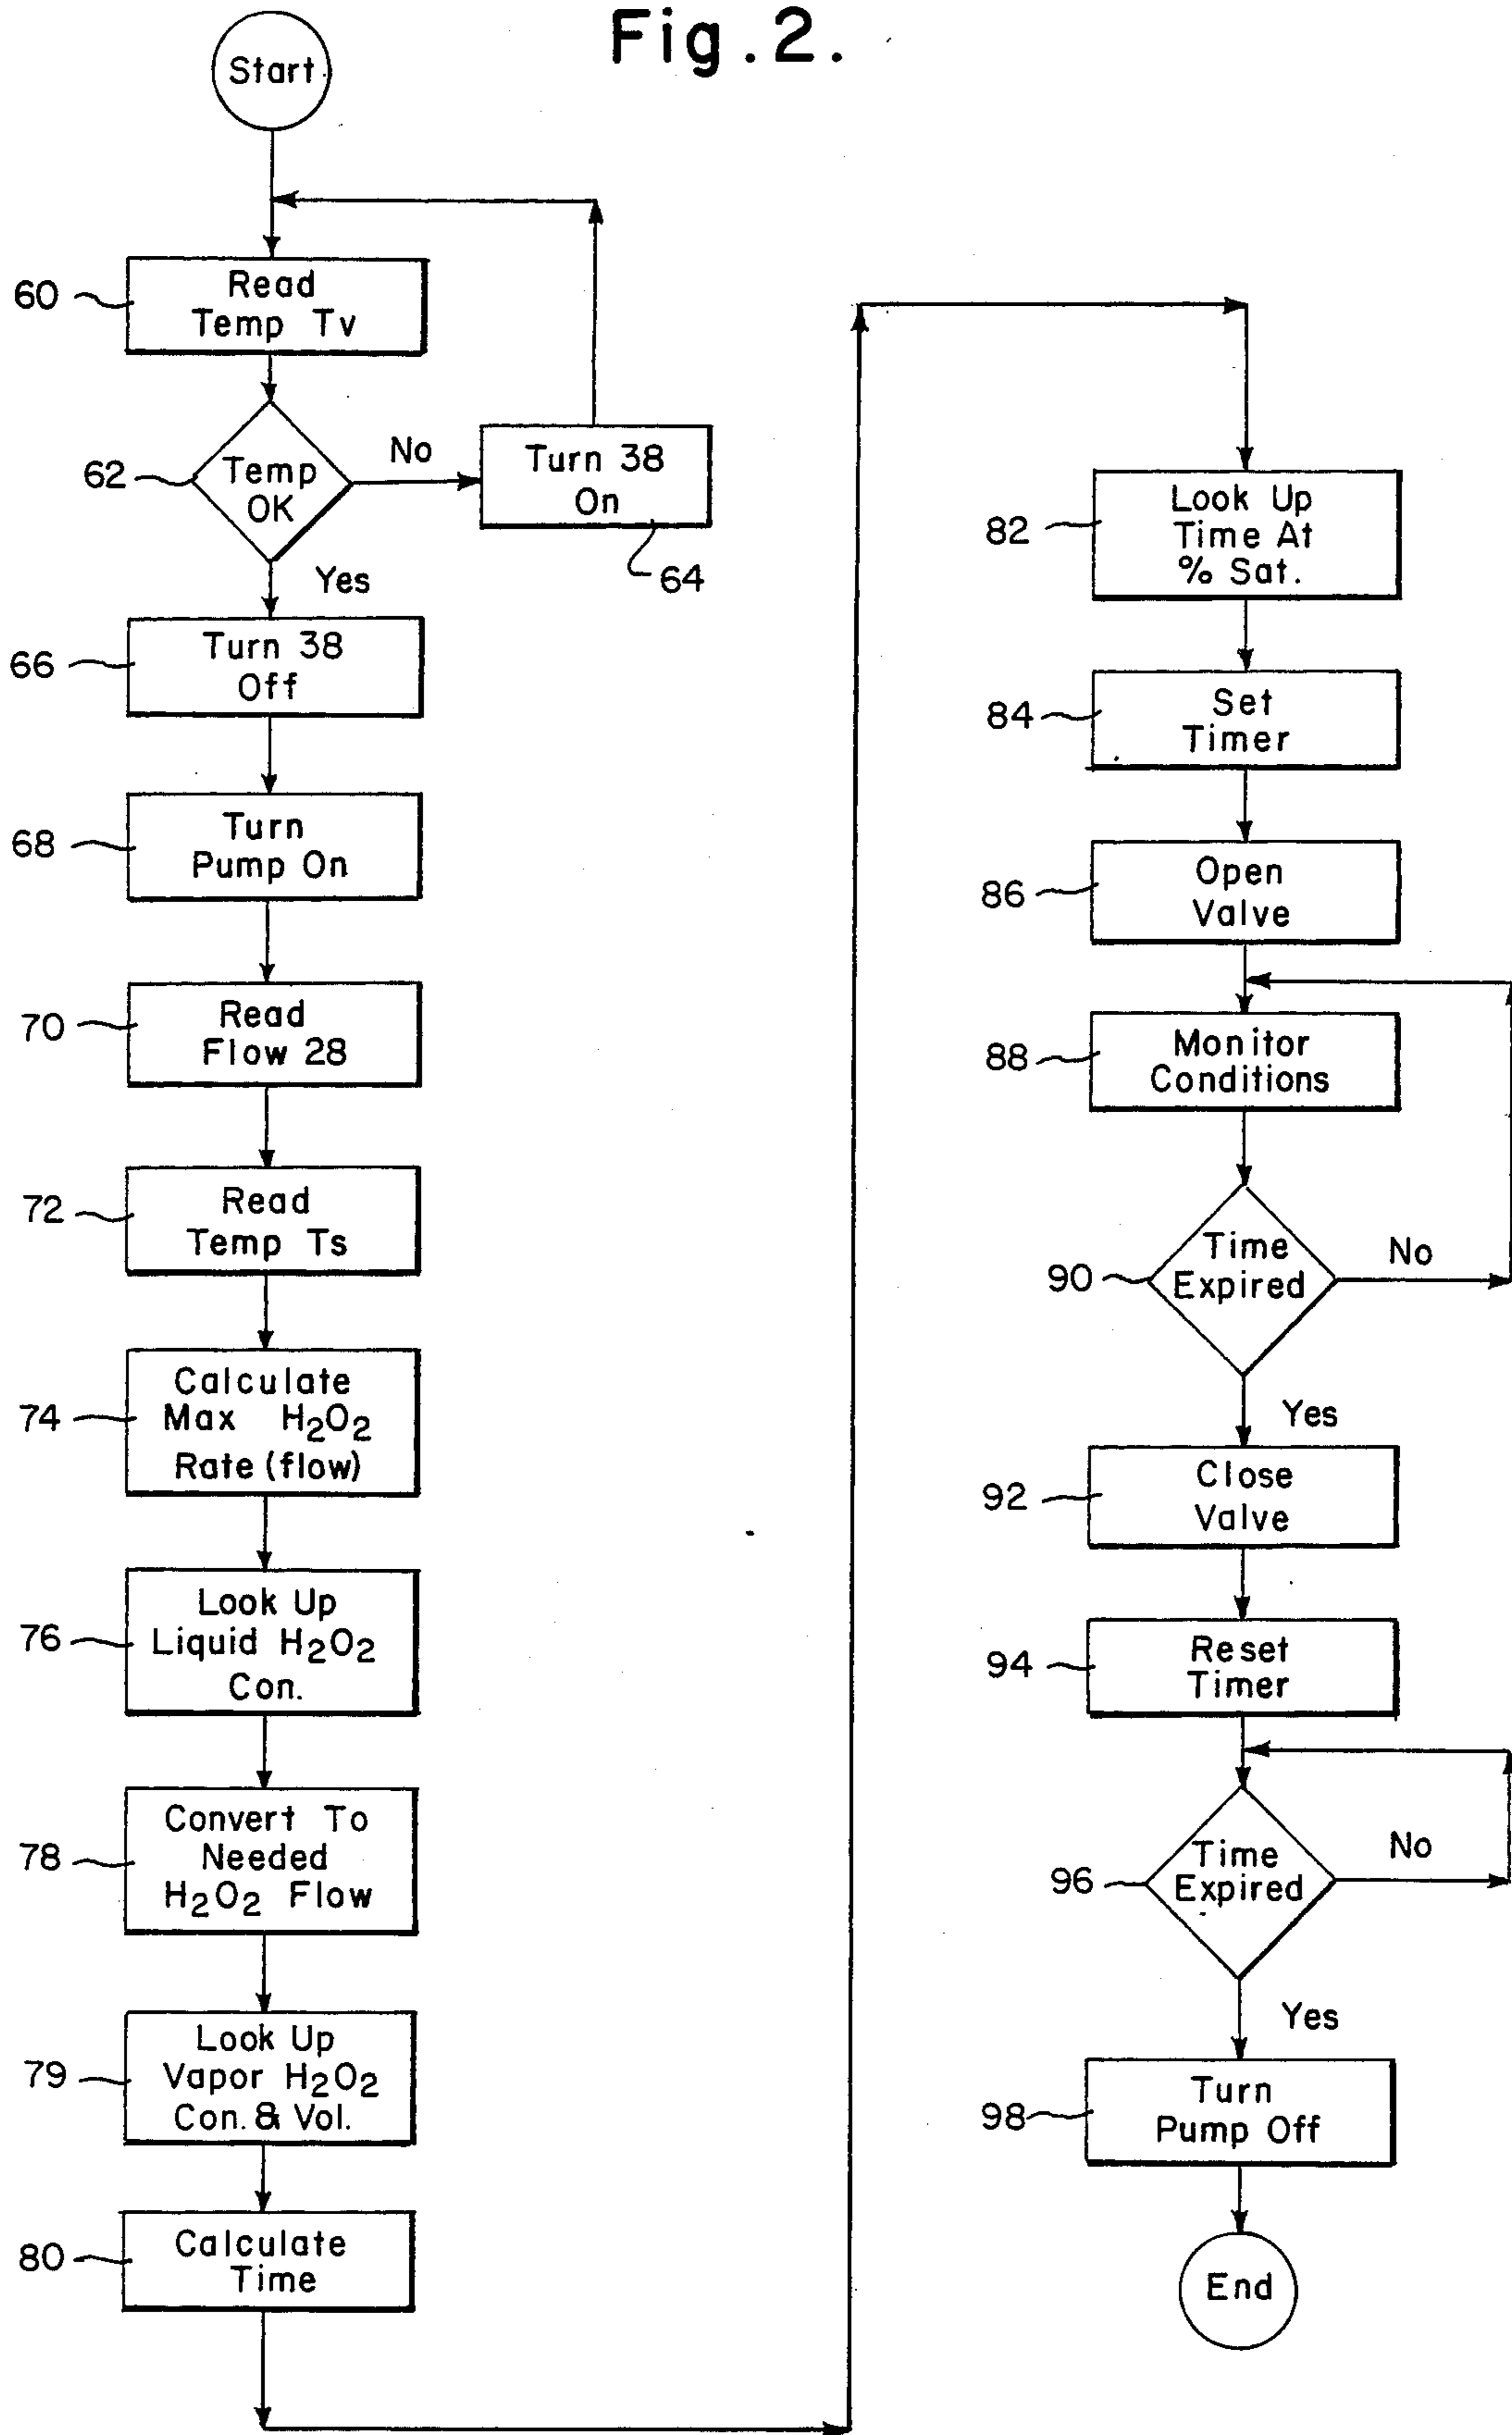 Fig. 2.
Start
60
Read
Temp Tv
62
Temp
OK
No
Turn 38
On
64
Yes
66
Turn 38
Off
68
Turn
Pump On
70
Read
Flow 28
72
Read
Temp Ts
74
Calculate
Max H₂O₂
Rate (flow)
76
Look Up
Liquid H₂O₂
Con.
78
Convert To
Needed
H₂O₂ Flow
79
Look Up
Vapor H₂O₂
Con. & Vol.
80
Calculate
Time
82
Look Up
Time At
% Sat.
84
Set
Timer
86
Open
Valve
88
Monitor
Conditions
90
Time
Expired
No
Yes
92
Close
Valve
94
Reset
Timer
96
Time
Expired
No
Yes
98
Turn
Pump Off
End